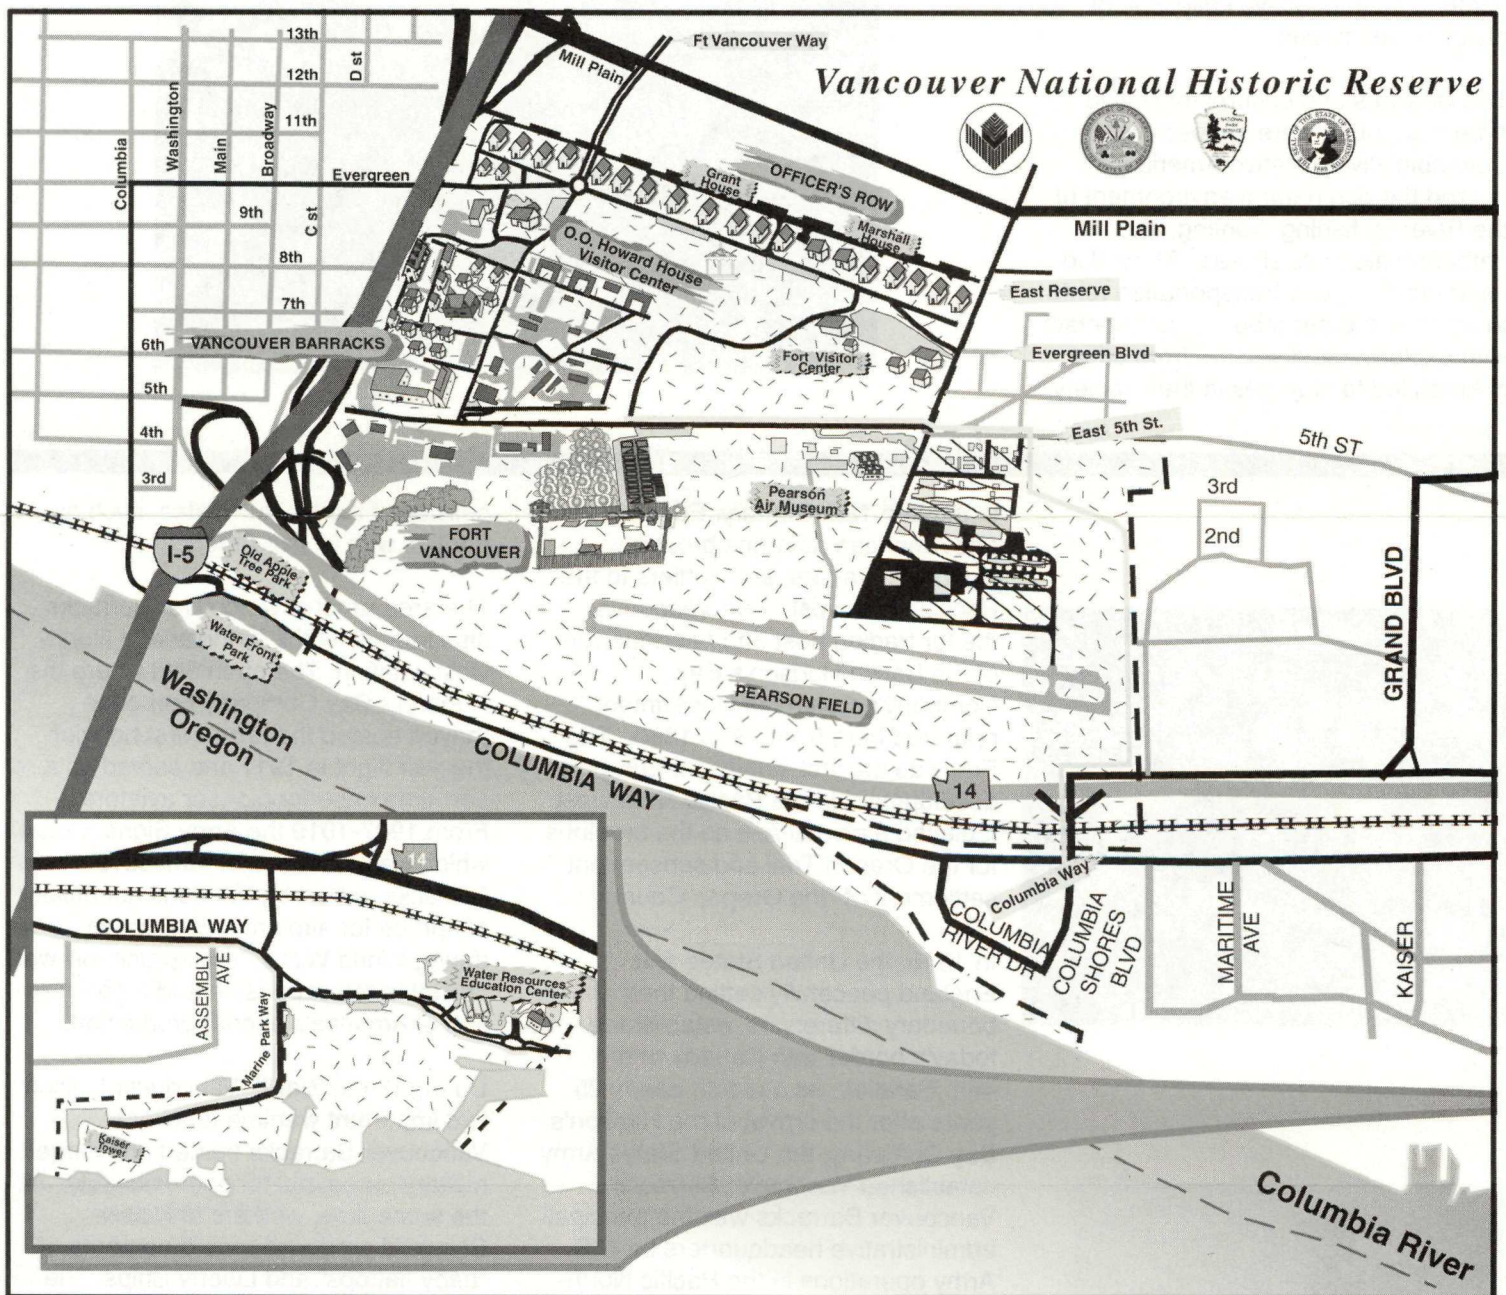 Vancouver National Historic Reserve
Ft Vancouver Way
Mill Plain
13th
12th
11th
D st
Columbia
Washington
Main
Broadway
Evergreen
9th
C st
8th
7th
6th
5th
4th
3rd
Grant
House
OFFICER'S ROW
Marshall
House
Mill Plain
O.O. Howard House
Visitor Center
East Reserve
VANCOUVER BARRACKS
Fort Visitor
Center
Evergreen Blvd
East 5th St.
5th ST
3rd
2nd
GRAND BLVD
Pearson
Air Museum
FORT
VANCOUVER
I-5
Old Apple
Tree Park
Water Front
Park
Washington
Oregon
PEARSON FIELD
COLUMBIA WAY
14
Columbia Way
COLUMBIA
RIVER DR
COLUMBIA
SHORES
BLVD
MARITIME
AVE
KAISER
Columbia River
14
COLUMBIA WAY
ASSEMBLY
AVE
Marine Park Way
Water Resources
Education Center
Kaiser
Tower